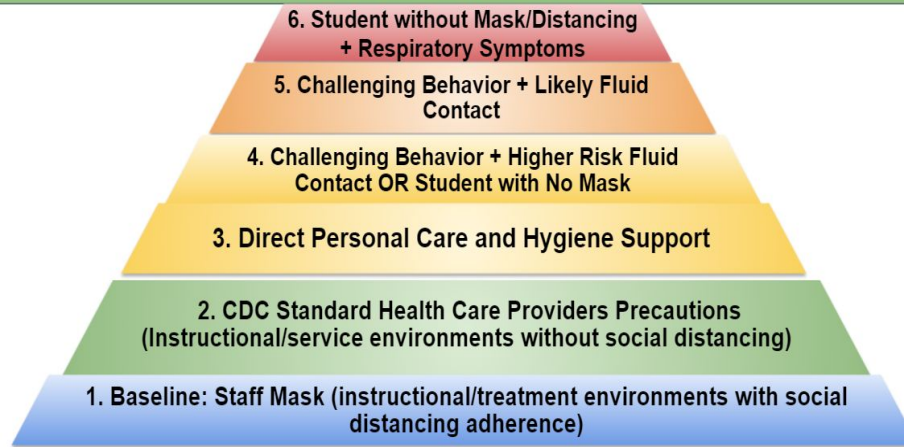 6. Student without Mask/Distancing
+ Respiratory Symptoms
5. Challenging Behavior + Likely Fluid
Contact
4. Challenging Behavior + Higher Risk Fluid
Contact OR Student with No Mask
3. Direct Personal Care and Hygiene Support
2. CDC Standard Health Care Providers Precautions
(Instructional/service environments without social distancing)
1. Baseline: Staff Mask (instructional/treatment environments with social
distancing adherence)